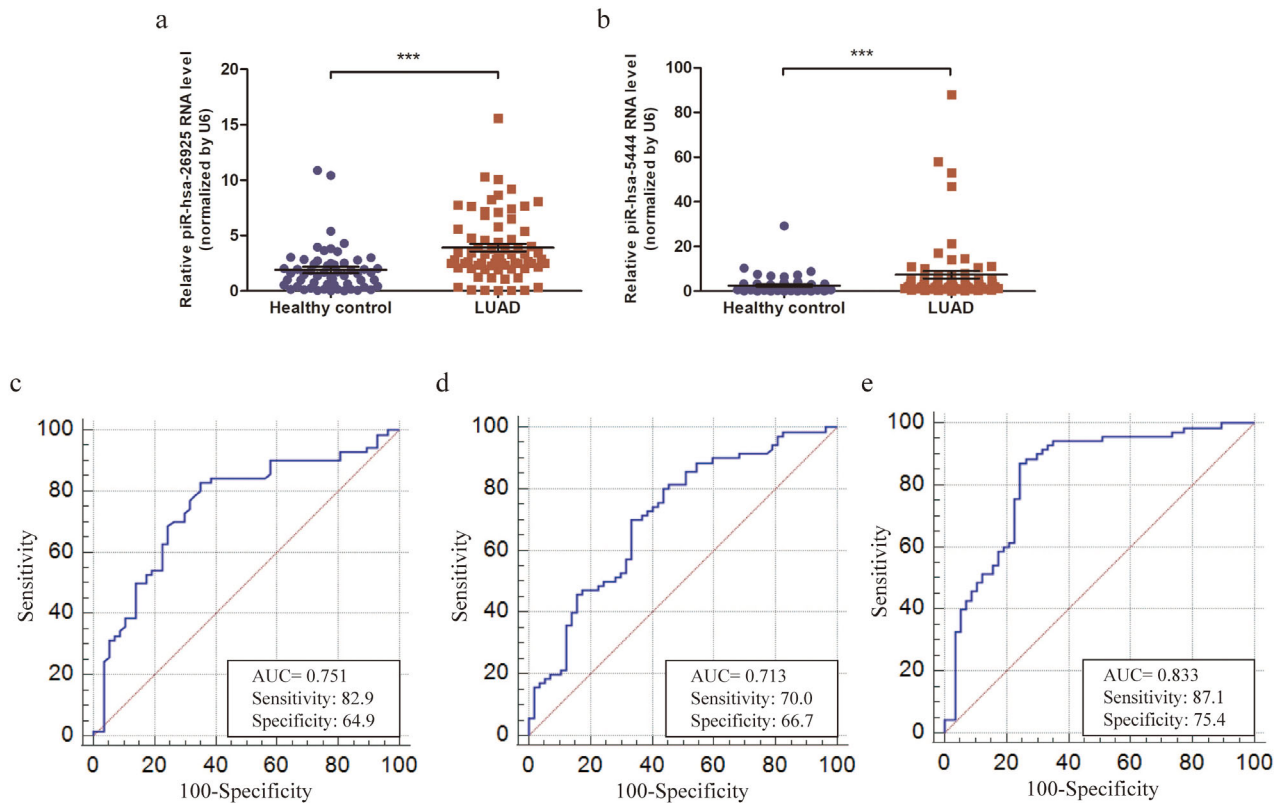 a
***
20
15
10
5
0
Relative piR-hsa-26925 RNA level
(normalized by U6)
Healthy control LUAD
b
***
100
80
60
40
20
0
Relative piR-hsa-5444 RNA level
(normalized by U6)
Healthy control LUAD
c
100
80
60
40
20
0
Sensitivity
AUC= 0.751
Sensitivity: 82.9
Specificity: 64.9
0 20 40 60 80 100
100-Specificity
d
100
80
60
40
20
0
Sensitivity
AUC= 0.713
Sensitivity: 70.0
Specificity: 66.7
0 20 40 60 80 100
100-Specificity
e
100
80
60
40
20
0
Sensitivity
AUC= 0.833
Sensitivity: 87.1
Specificity: 75.4
0 20 40 60 80 100
100-Specificity